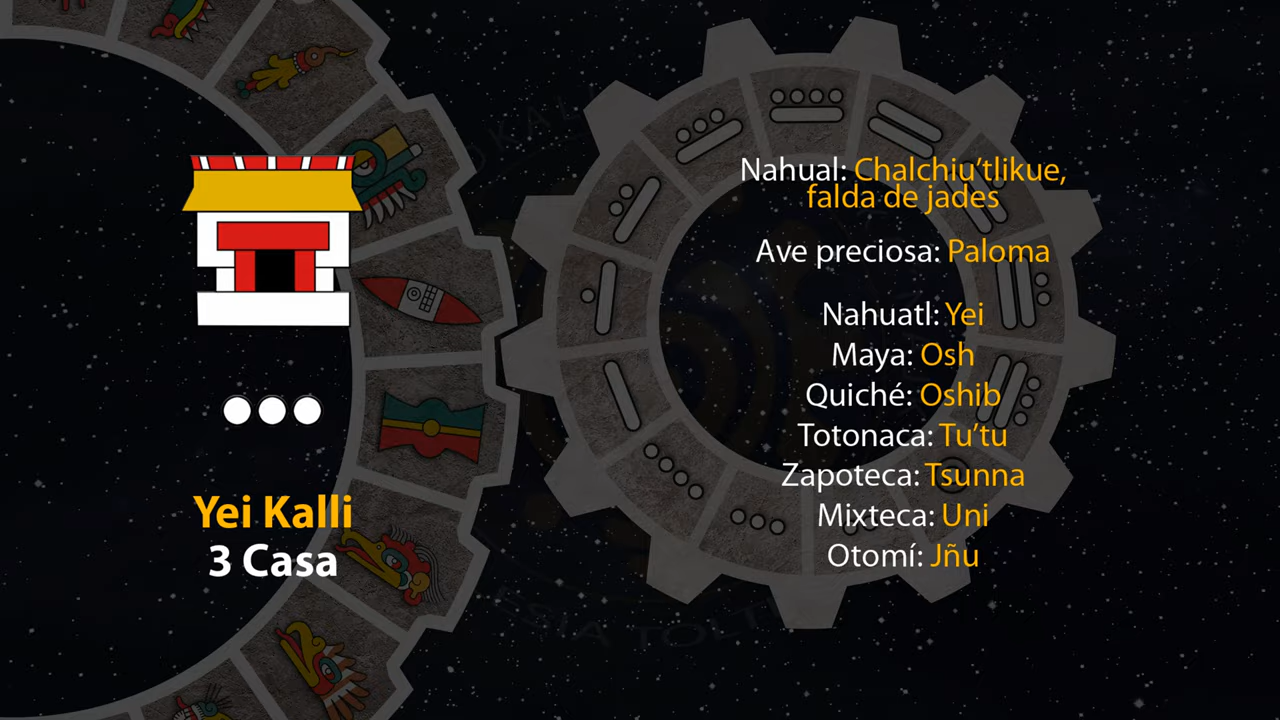 Yei Kalli
3 Casa
Nahual: Chalchiu’tlikue,
falda de jades
Ave preciosa: Paloma
Nahuatl: Yei
Maya: Osh
Quiché: Oshib
Totonaca: Tu’tu
Zapoteca: Tsunna
Mixteca: Uni
Otomí: Jñu